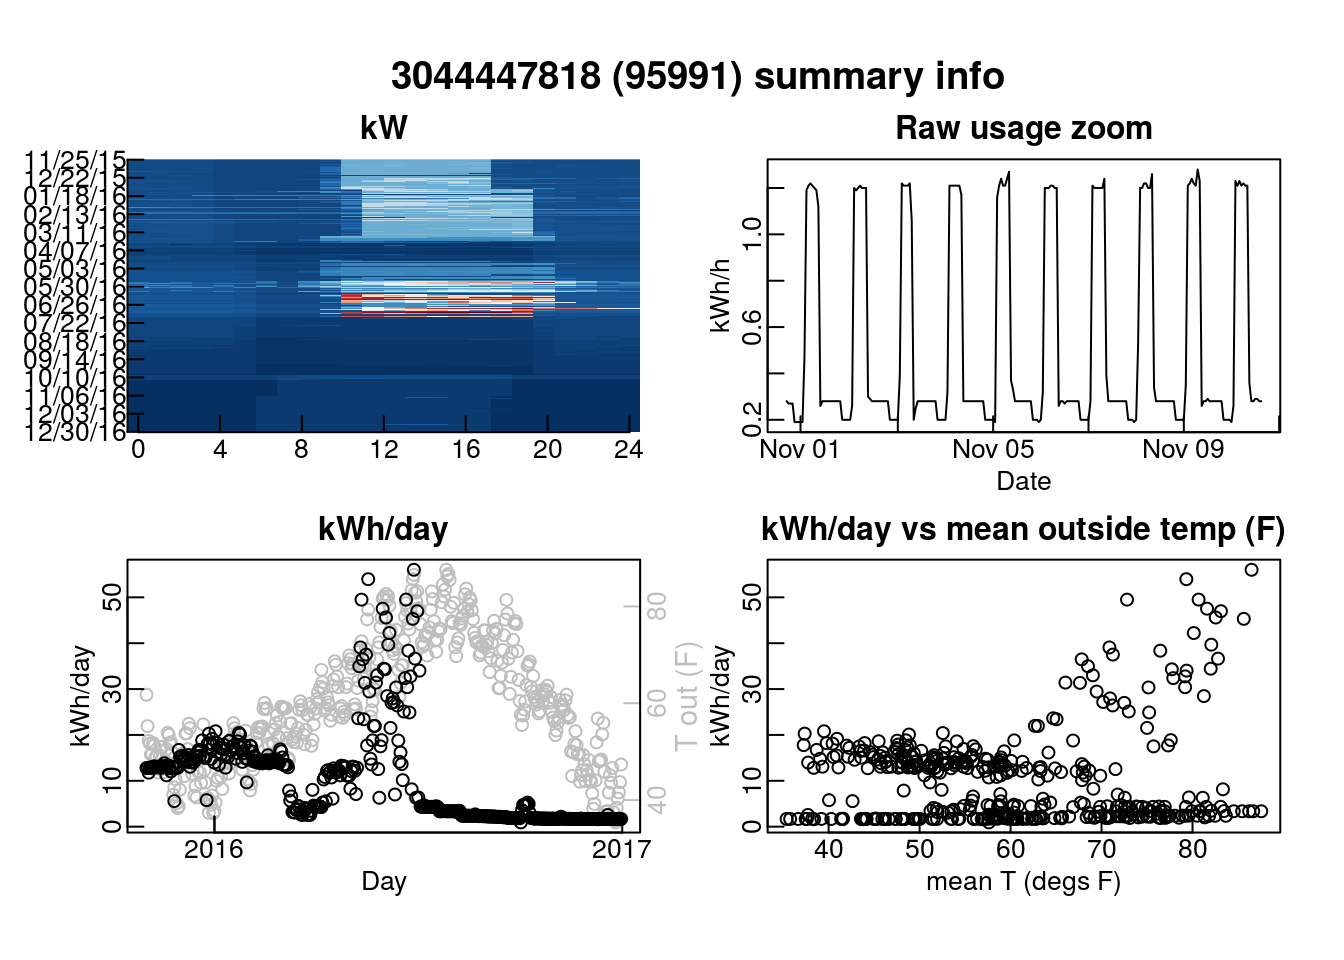 3044447818 (95991) summary info
kW
11/25/15
12/22/15
01/18/16
02/13/16
03/11/16
04/07/16
05/03/16
05/30/16
06/26/16
07/22/16
08/18/16
09/14/16
10/10/16
11/06/16
12/03/16
12/30/16
0 4 8 12 16 20 24
Raw usage zoom
kWh/h
1.0
0.6
0.2
Nov 01 Nov 05 Nov 09
Date
kWh/day
kWh/day
50
30
10
0
80
60
40
T out (F)
2016 2017
Day
kWh/day vs mean outside temp (F)
kWh/day
50
30
10
0
40 50 60 70 80
mean T (degs F)